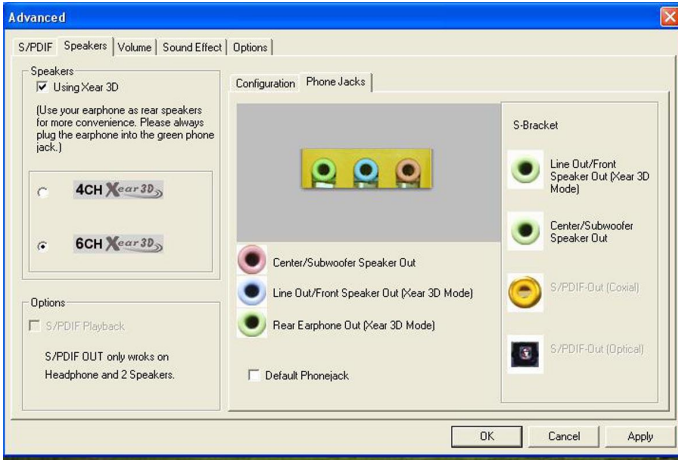 Advanced
S/PDIF Speakers Volume Sound Effect Options
Speakers
Using Xear 3D
(Use your earphone as rear speakers
for more convenience. Please always
plug the earphone into the green phone
jack.)
4CH Xear 3D
6CH Xear 3D
Options
S/PDIF Playback
S/PDIF OUT only wroks on
Headphone and 2 Speakers.
Configuration Phone Jacks
Center/Subwoofer Speaker Out
Line Out/Front Speaker Out (Xear 3D Mode)
Rear Earphone Out (Xear 3D Mode)
Default Phonejack
S-Bracket
Line Out/Front
Speaker Out (Xear 3D
Mode)
Center/Subwoofer
Speaker Out
S/PDIF-Out (Coxial)
S/PDIF-Out (Optical)
OK Cancel Apply